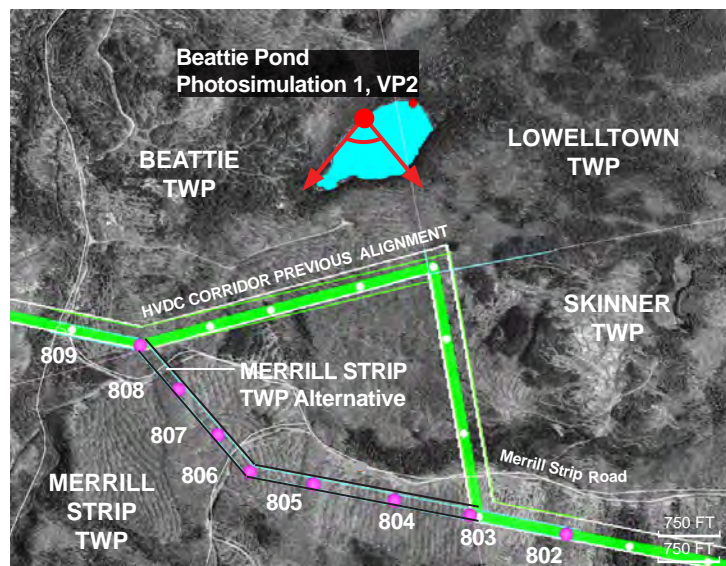 Beattie Pond
Photosimulation 1, VP2
BEATTIE
TWP
LOWELLTOWN
TWP
HVDC CORRIDOR PREVIOUS ALIGNMENT
SKINNER
TWP
809
MERRILL STRIP
TWP Alternative
808
807
806
805
804
803
802
Merrill Strip Road
MERRILL
STRIP
TWP
750 FT
750 FT